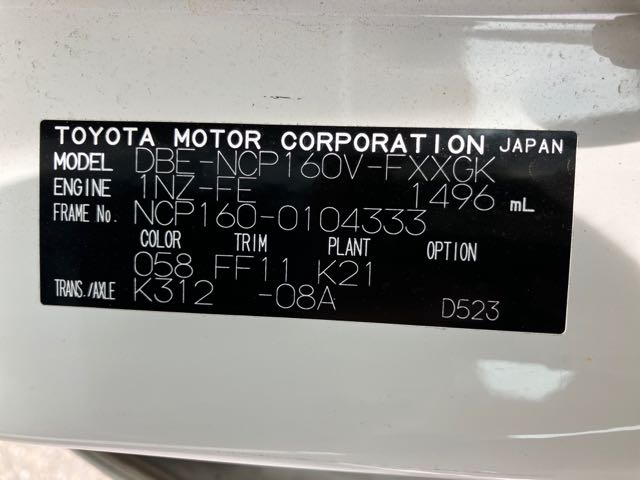 TOYOTA MOTOR CORPORATION JAPAN
MODEL DBE-NCP160V-FXXGK
ENGINE 1NZ-FE 1496 mL
FRAME No. NCP160-0104333
COLOR TRIM PLANT OPTION
058 FF11 K21
TRANS./AXLE K312 -08A
D523